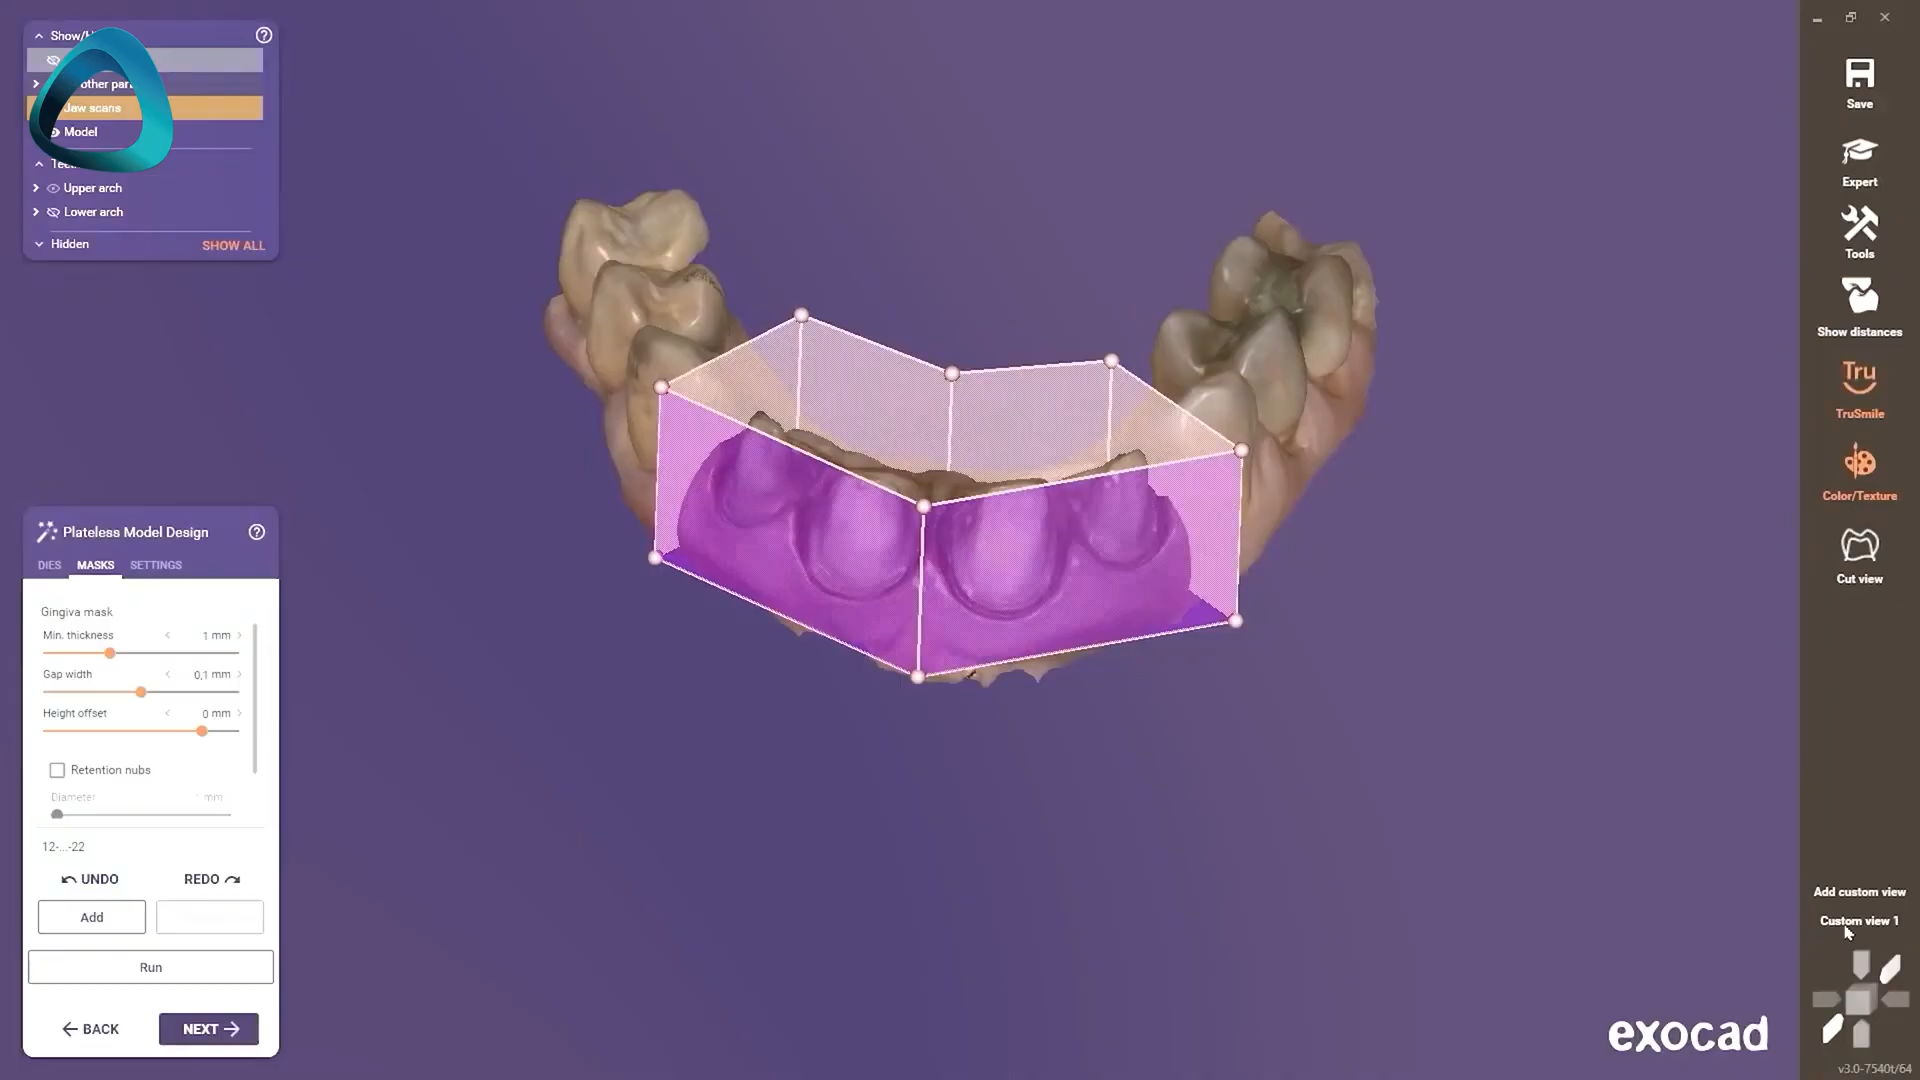 Show/H
other par
Jaw scans
Model
Tee
Upper arch
Lower arch
Hidden
SHOW ALL
Plateless Model Design
DIES
MASKS
SETTINGS
Gingiva mask
Min. thickness
1 mm
Gap width
0,1 mm
Height offset
0 mm
Retention nubs
Diameter
mm
12-...-22
UNDO
REDO
Add
Run
BACK
NEXT
Save
Expert
Tools
Show distances
Tru
TruSmile
Color/Texture
Cut view
Add custom view
Custom view 1
exocad
v3.0-7540t/64